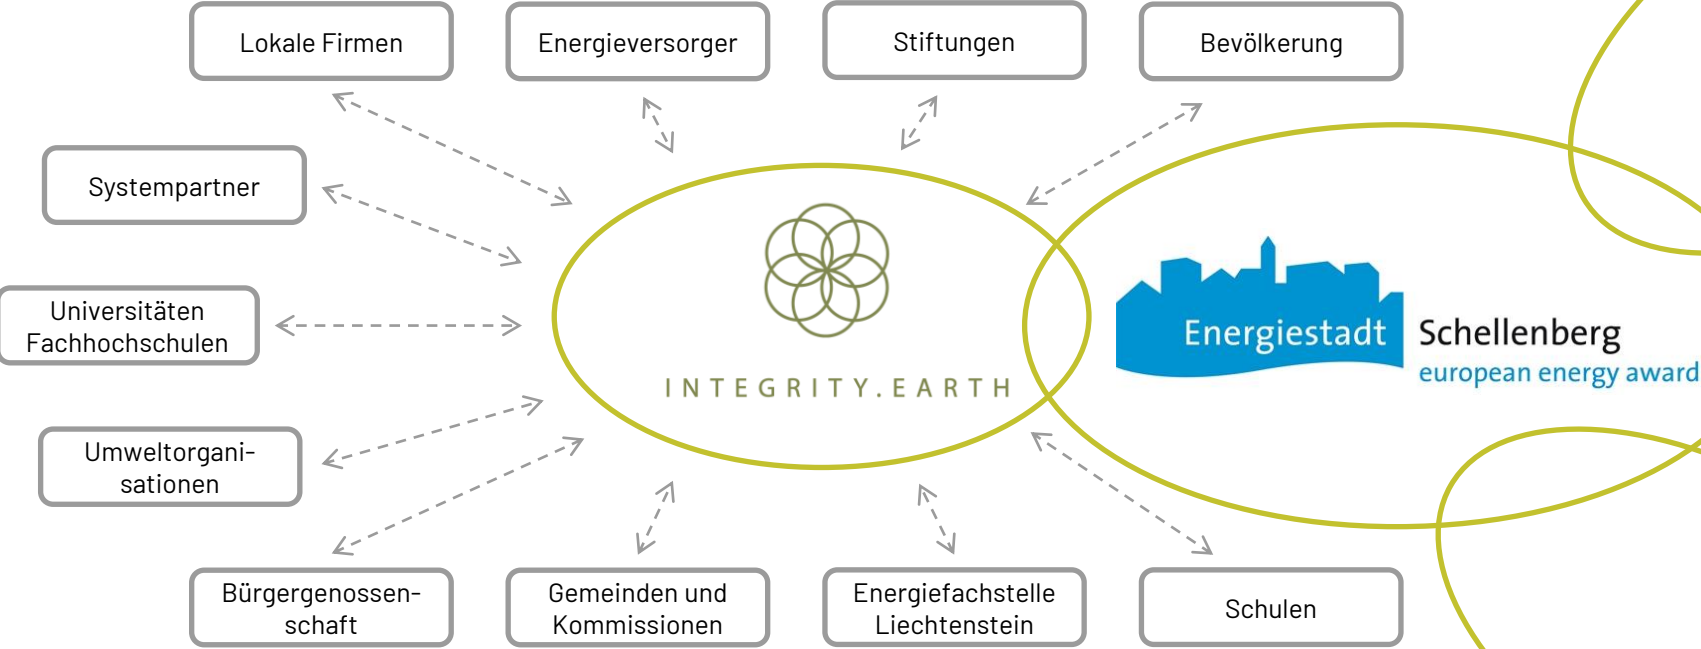 Lokale Firmen
Energieversorger
Stiftungen
Bevölkerung
Systempartner
Universitäten
Fachhochschulen
Umweltorgani-
sationen
INTEGRITY.EARTH
Energiestadt
Schellenberg
european energy award
Bürgergenossen-
schaft
Gemeinden und
Kommissionen
Energiefachstelle
Liechtenstein
Schulen